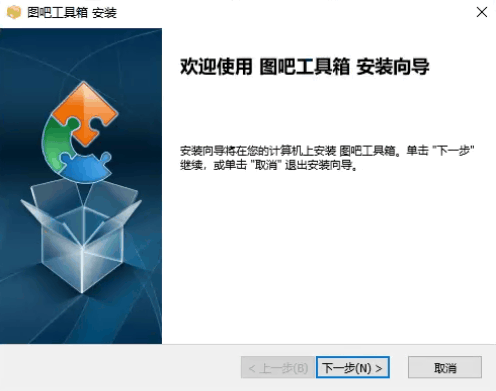 图吧工具箱 安装
欢迎使用 图吧工具箱 安装向导
安装向导将在您的计算机上安装 图吧工具箱。单击 "下一步"
继续，或单击 "取消" 退出安装向导。
< 上一步(B)
下一步(N) >
取消